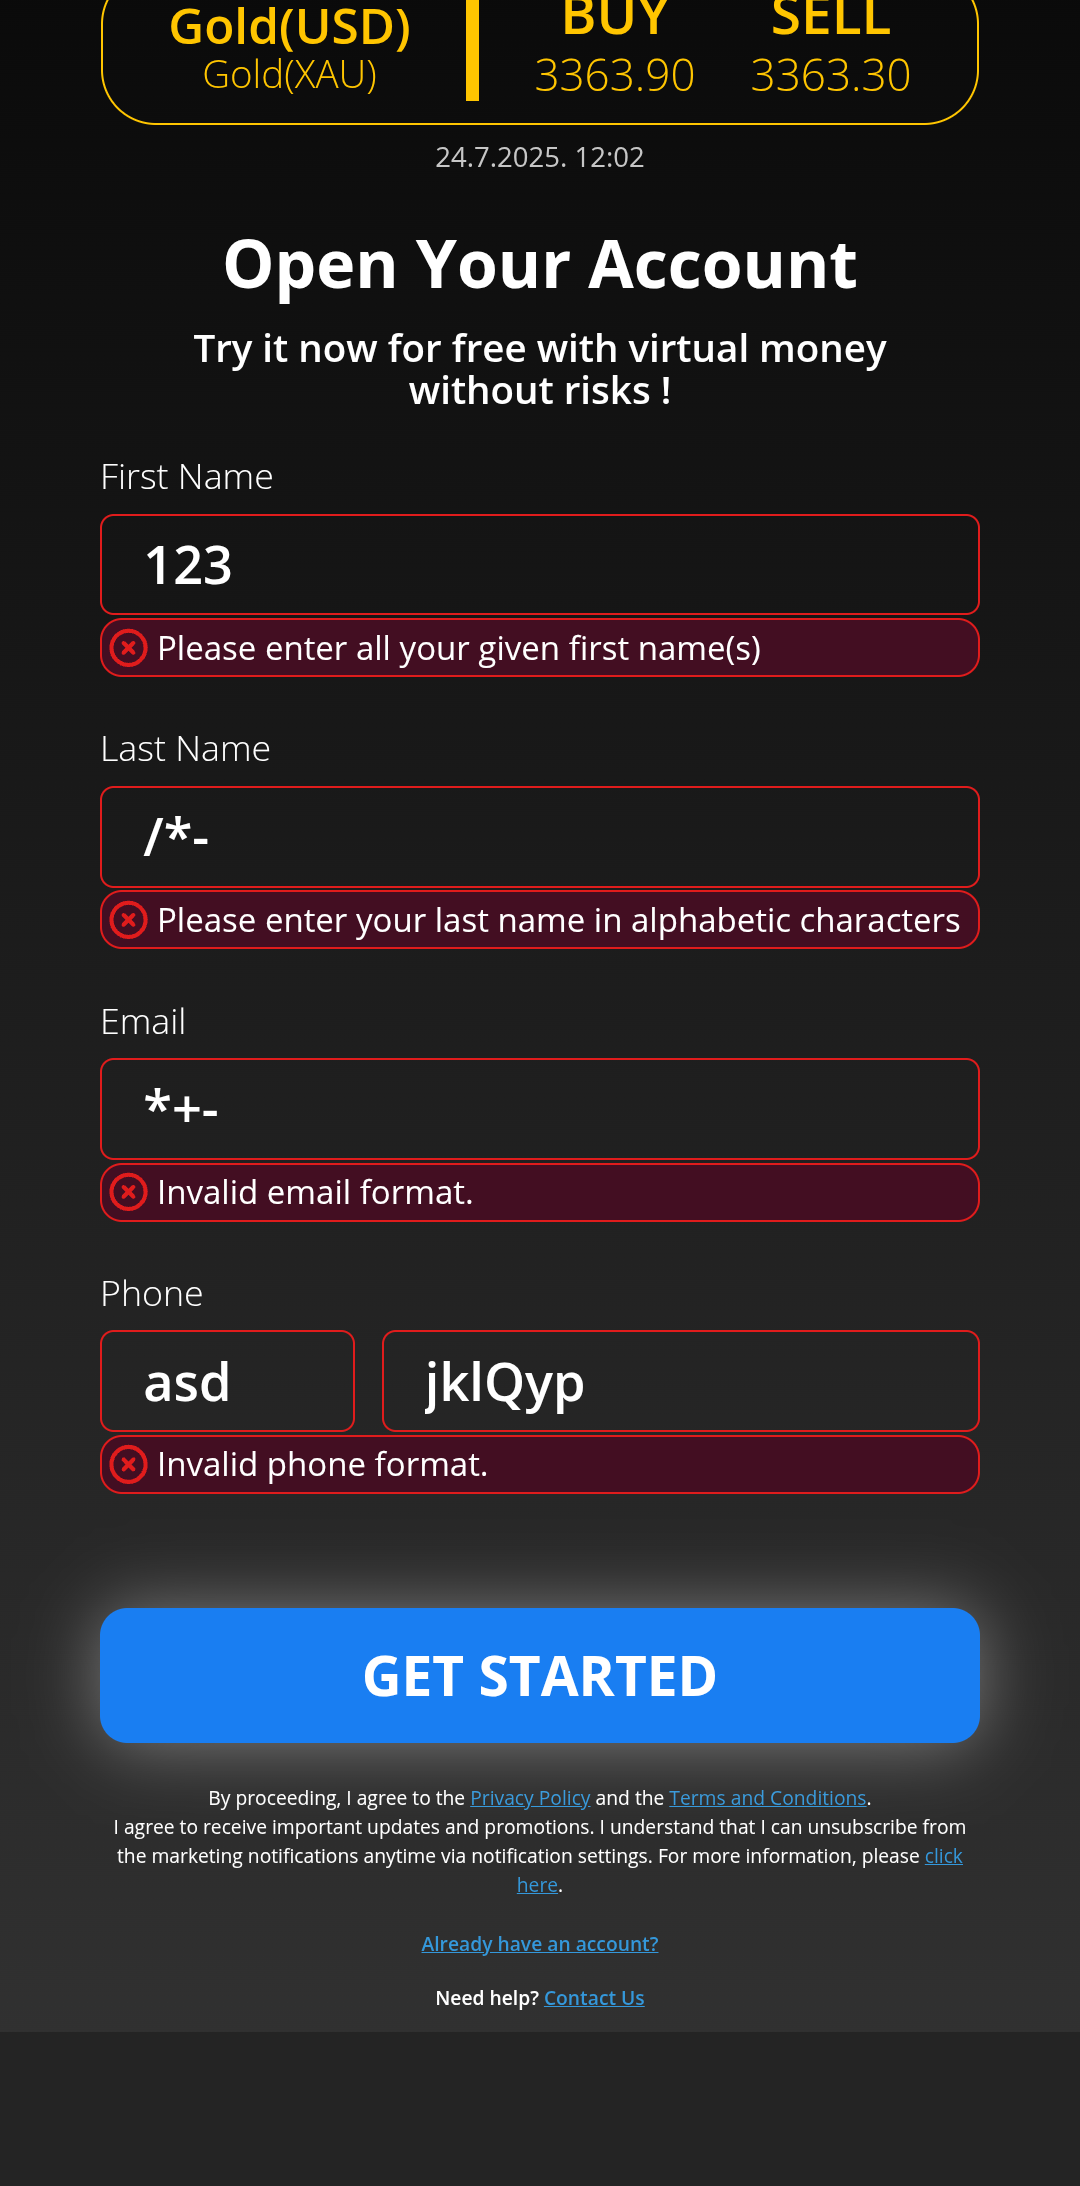 Gold(USD)
Gold(XAU)
BUY
3363.90
SELL
3363.30
24.7.2025. 12:02
Open Your Account
Try it now for free with virtual money
without risks !
First Name
123
Please enter all your given first name(s)
Last Name
/*-
Please enter your last name in alphabetic characters
Email
*+-
Invalid email format.
Phone
asd
jklQyp
Invalid phone format.
GET STARTED
By proceeding, I agree to the Privacy Policy and the Terms and Conditions.
I agree to receive important updates and promotions. I understand that I can unsubscribe from
the marketing notifications anytime via notification settings. For more information, please click
here.
Already have an account?
Need help? Contact Us